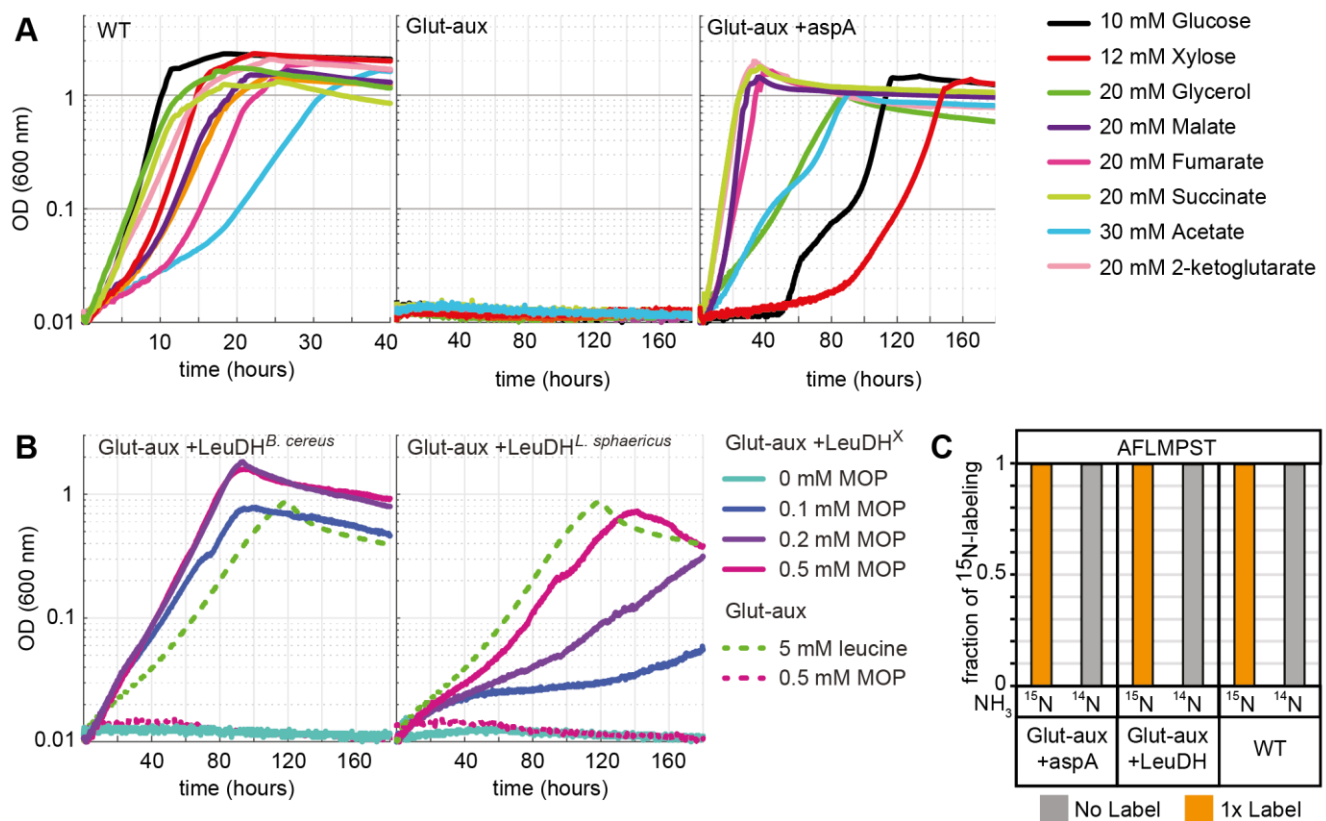 A
WT
Glut-aux
Glut-aux +aspA
OD (600 nm)
1
0.1
0.01
10 20 30 40
40 80 120 160
40 80 120 160
time (hours)
time (hours)
time (hours)
10 mM Glucose
12 mM Xylose
20 mM Glycerol
20 mM Malate
20 mM Fumarate
20 mM Succinate
30 mM Acetate
20 mM 2-ketoglutarate
B
Glut-aux +LeuDH^B. cereus
Glut-aux +LeuDH^L. sphaericus
OD (600 nm)
1
0.1
0.01
40 80 120 160
40 80 120 160
time (hours)
time (hours)
Glut-aux +LeuDH^X
0 mM MOP
0.1 mM MOP
0.2 mM MOP
0.5 mM MOP
Glut-aux
5 mM leucine
0.5 mM MOP
C
AFLMPST
fraction of ¹⁵N-labeling
1
0.5
0
NH₃ ¹⁵N ¹⁴N ¹⁵N ¹⁴N ¹⁵N ¹⁴N
Glut-aux
+aspA
Glut-aux
+LeuDH
WT
No Label
1x Label